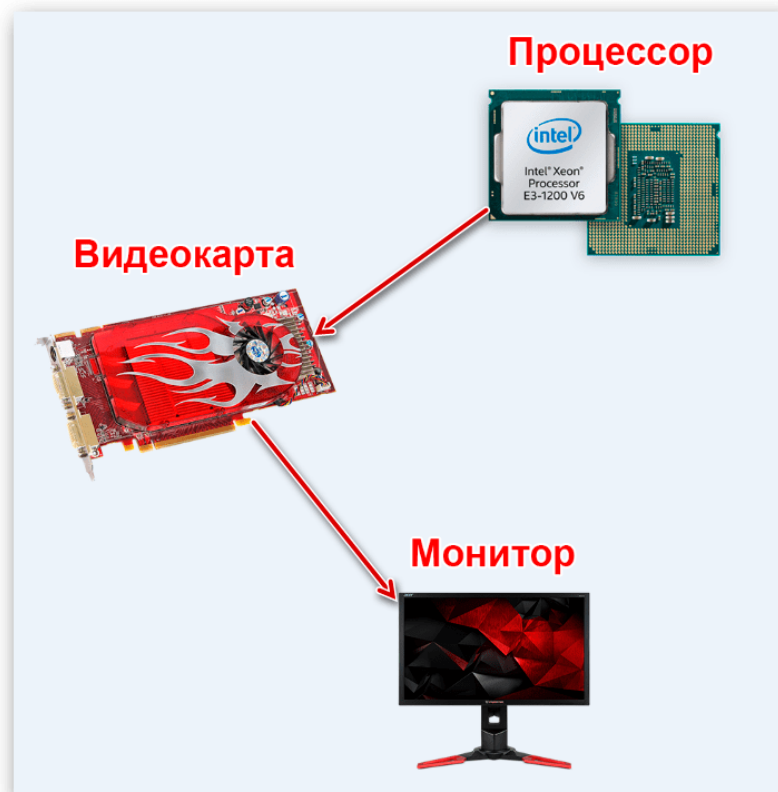 Процессор
intel
Intel® Xeon®
Processor
E3-1200 V6
Видеокарта
Монитор